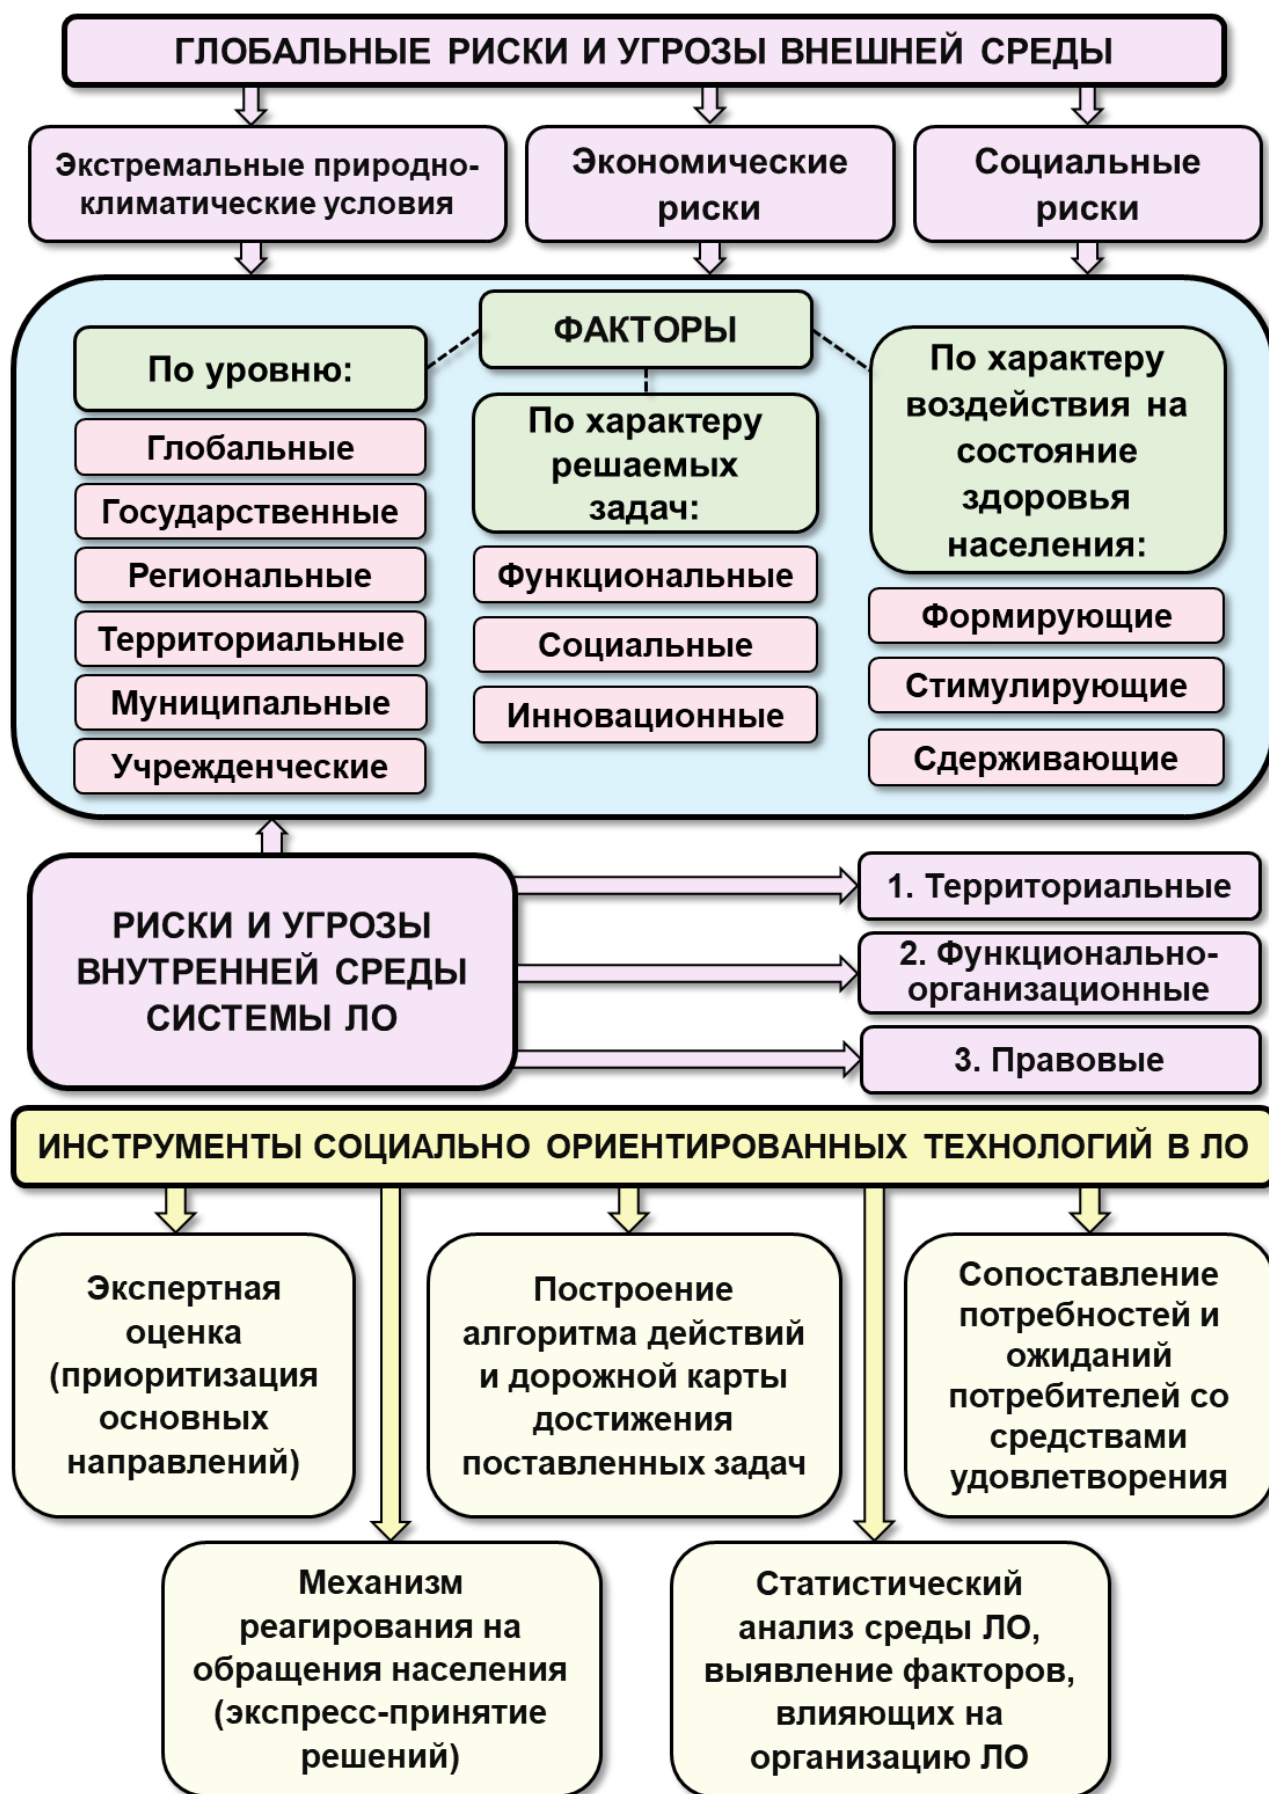 ГЛОБАЛЬНЫЕ РИСКИ И УГРОЗЫ ВНЕШНЕЙ СРЕДЫ
Экстремальные природно-
климатические условия
Экономические
риски
Социальные
риски
ФАКТОРЫ
По уровню:
Глобальные
Государственные
Региональные
Территориальные
Муниципальные
Учрежденческие
По характеру
решаемых
задач:
Функциональные
Социальные
Инновационные
По характеру
воздействия на
состояние
здоровья
населения:
Формирующие
Стимулирующие
Сдерживающие
РИСКИ И УГРОЗЫ
ВНУТРЕННЕЙ СРЕДЫ
СИСТЕМЫ ЛО
1. Территориальные
2. Функционально-
организационные
3. Правовые
ИНСТРУМЕНТЫ СОЦИАЛЬНО ОРИЕНТИРОВАННЫХ ТЕХНОЛОГИЙ В ЛО
Экспертная
оценка
(приоритизация
основных
направлений)
Построение
алгоритма действий
и дорожной карты
достижения
поставленных задач
Сопоставление
потребностей и
ожиданий
потребителей со
средствами
удовлетворения
Механизм
реагирования на
обращения населения
(экспресс-принятие
решений)
Статистический
анализ среды ЛО,
выявление факторов,
влияющих на
организацию ЛО